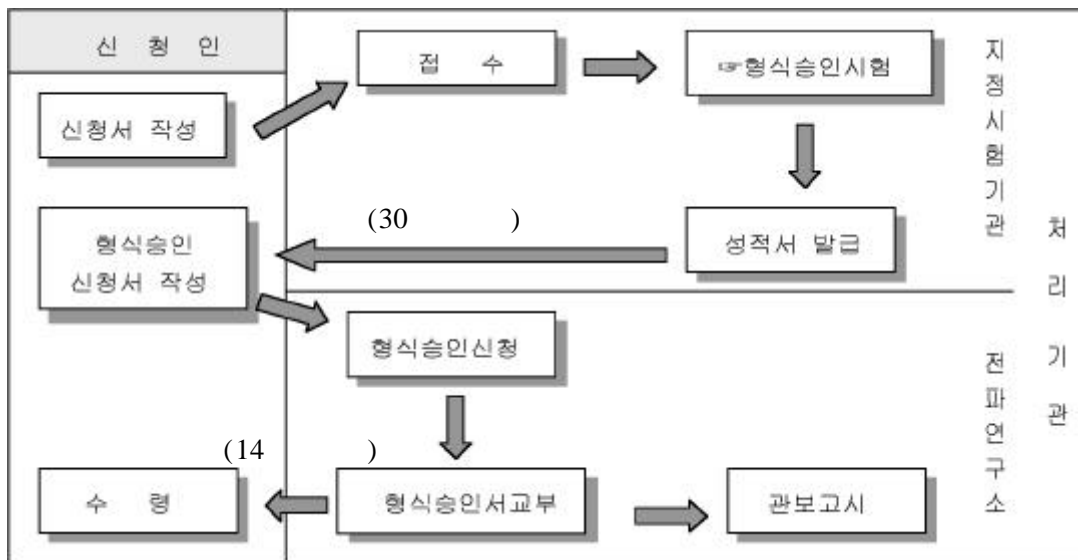 신 청 인
접 수
☞형식승인시험
신청서 작성
(30 )
형식승인
신청서 작성
성적서 발급
지정시험기관
처리기관
형식승인신청
(14 )
수 령
형식승인서교부
관보고시
전파연구소